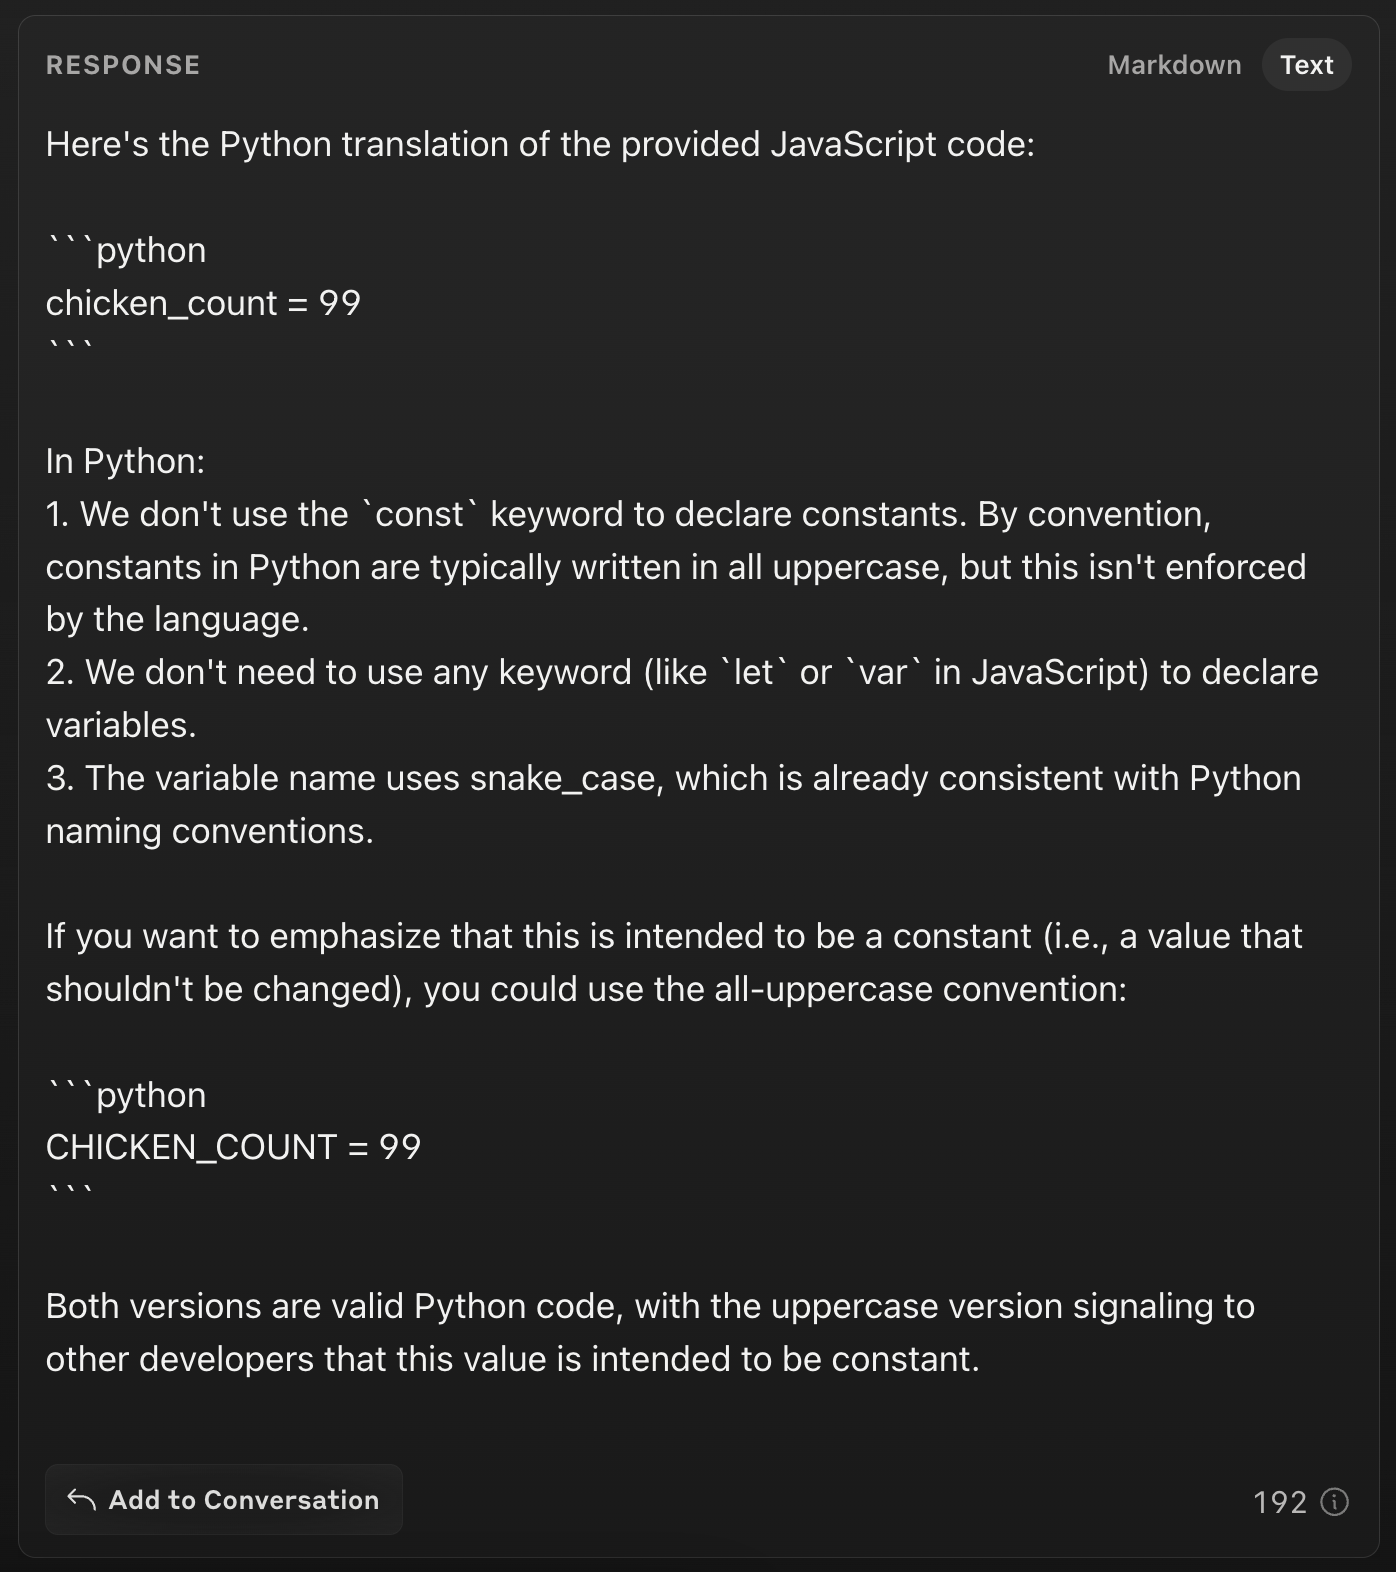 RESPONSE
Markdown
Text
Here's the Python translation of the provided JavaScript code:
```python
chicken_count = 99
```
In Python:
1. We don't use the `const` keyword to declare constants. By convention,
constants in Python are typically written in all uppercase, but this isn't enforced
by the language.
2. We don't need to use any keyword (like `let` or `var` in JavaScript) to declare
variables.
3. The variable name uses snake_case, which is already consistent with Python
naming conventions.
If you want to emphasize that this is intended to be a constant (i.e., a value that
shouldn't be changed), you could use the all-uppercase convention:
```python
CHICKEN_COUNT = 99
```
Both versions are valid Python code, with the uppercase version signaling to
other developers that this value is intended to be constant.
Add to Conversation
192